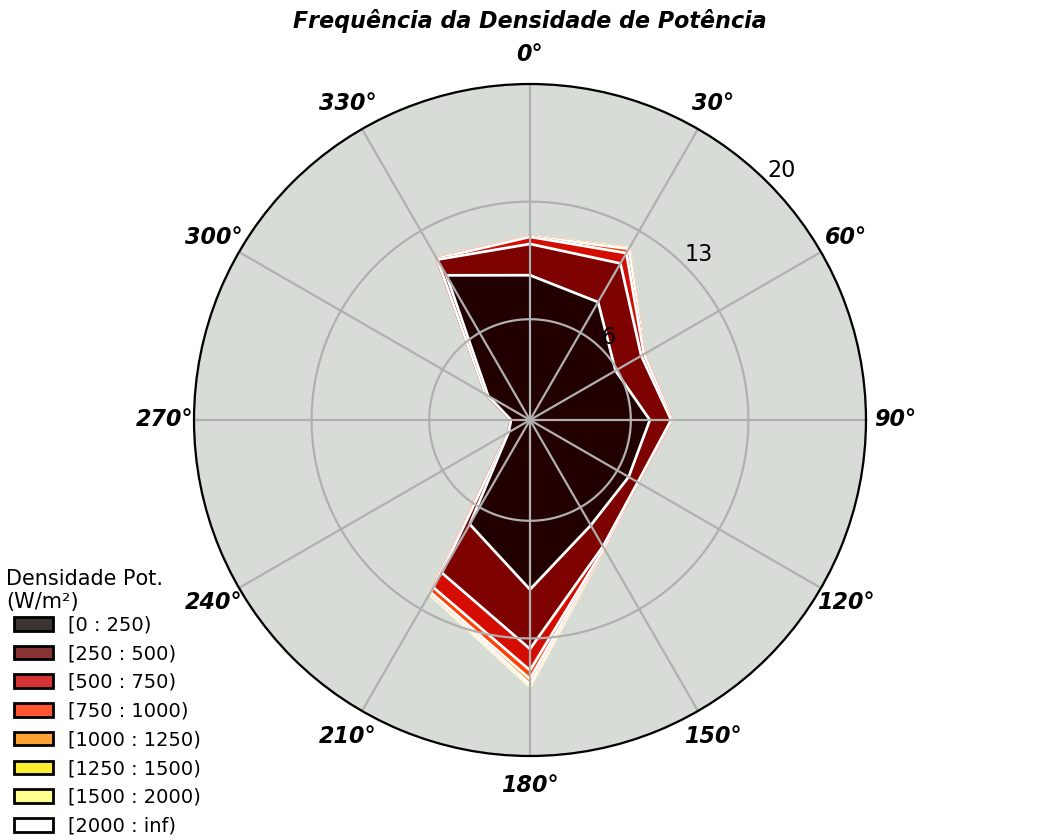 Frequência da Densidade de Potência
0°
330°
30°
20
300°
60°
13
6
270°
90°
Densidade Pot.
(W/m²)
240°
120°
[0 : 250)
[250 : 500)
[500 : 750)
[750 : 1000)
210°
150°
[1000 : 1250)
[1250 : 1500)
180°
[1500 : 2000)
[2000 : inf)